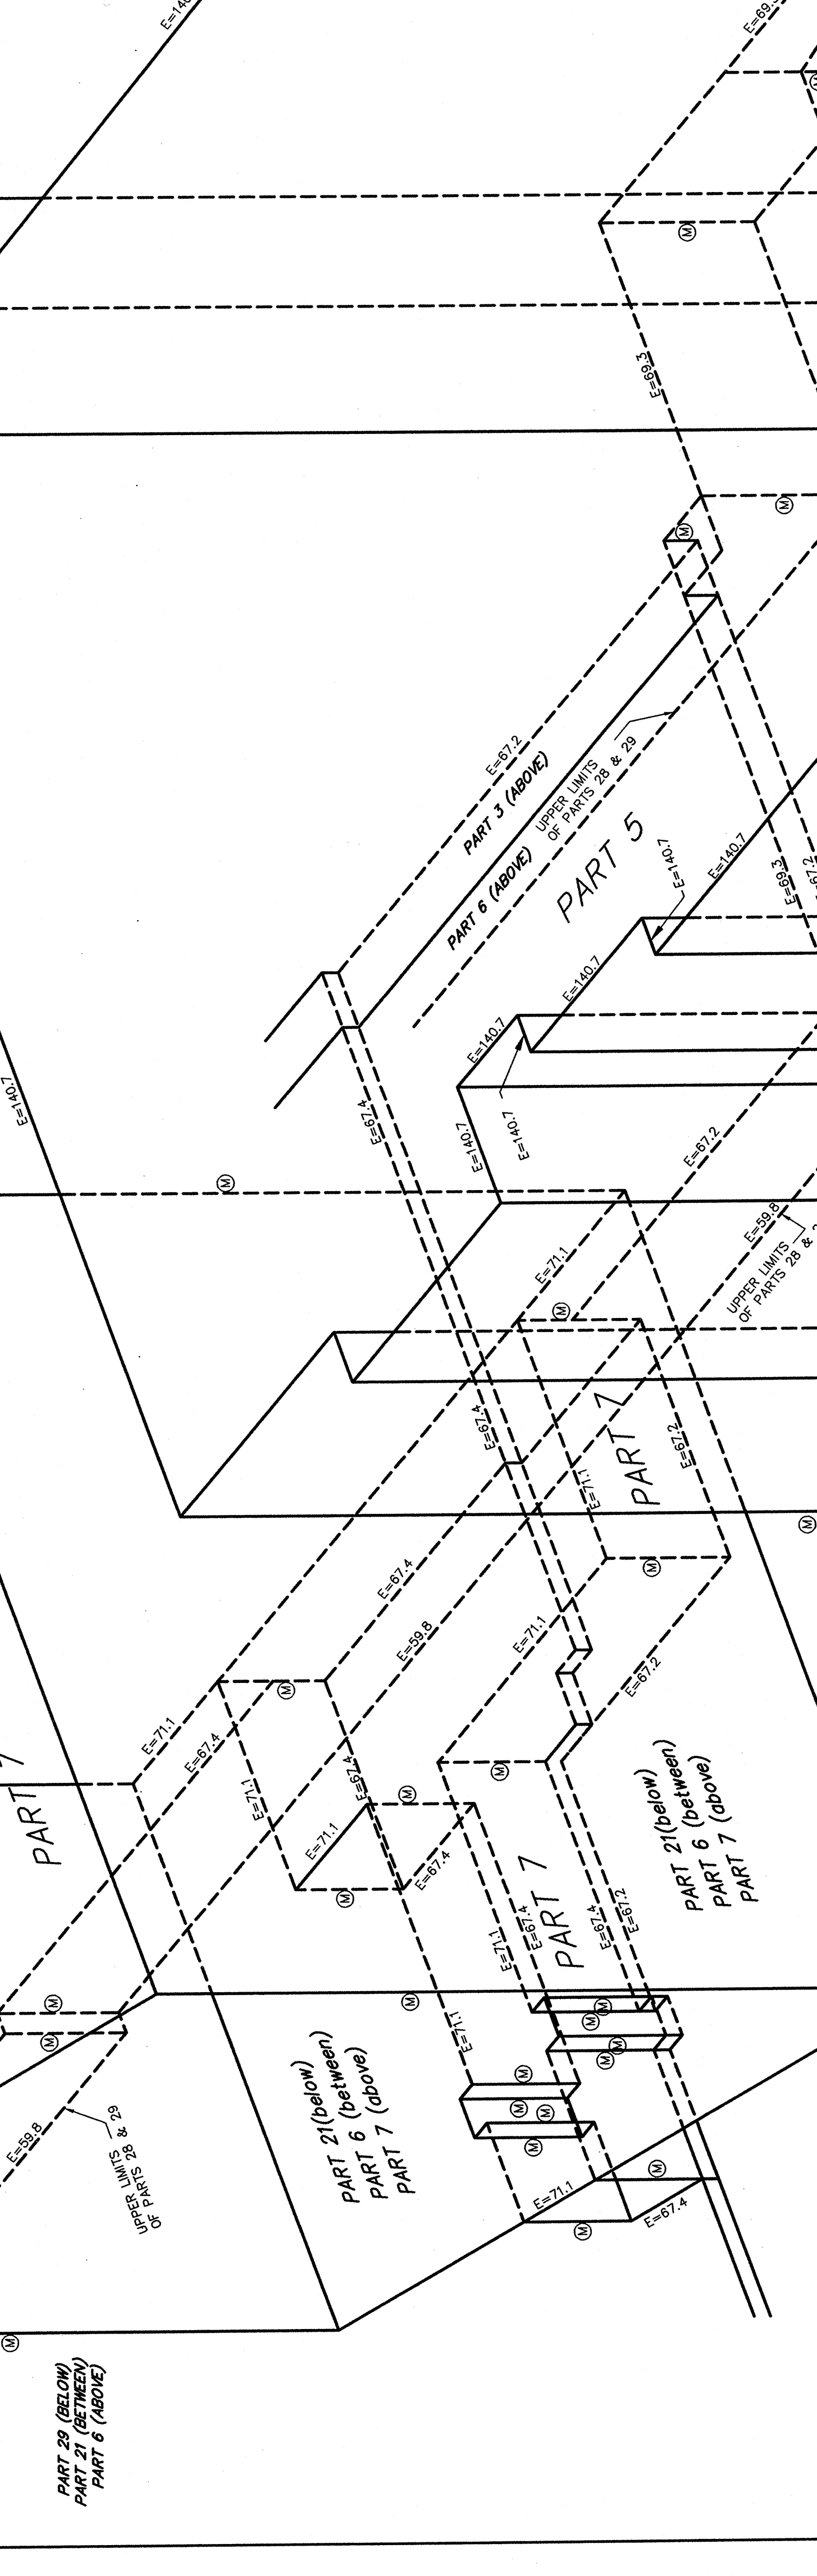 E=140
E=69.3
M
M
E=69.3
M
M
E=67.2
PART 3 (ABOVE)
UPPER LIMITS
OF PARTS 28 & 29
PART 6 (ABOVE)
PART 5
E=140.7
E=140.7
E=69.3
E=67.2
E=140.7
E=140.7
E=140.7
E=140.7
E=140.7
E=67.4
E=67.2
M
E=59.8
UPPER LIMITS
OF PARTS 28 &
E=71.1
M
PART 7
E=67.4
E=67.2
E=71.1
M
M
E=67.4
E=71.1
E=59.8
E=67.2
M
E=71.1
E=67.4
PART 7
E=71.1
E=67.4
M
M
E=71.1
E=67.4
M
PART 21(below)
PART 6 (between)
PART 7 (above)
PART 7
E=71.1
E=67.4
E=67.4
E=67.2
M
M
M
M
M
M
M
M
E=71.1
PART 21(below)
PART 6 (between)
PART 7 (above)
M
M
M
M
E=59.8
UPPER LIMITS
OF PARTS 28 & 29
E=71.1
M
E=67.4
M
M
PART 29 (BELOW)
PART 21 (BETWEEN)
PART 6 (ABOVE)